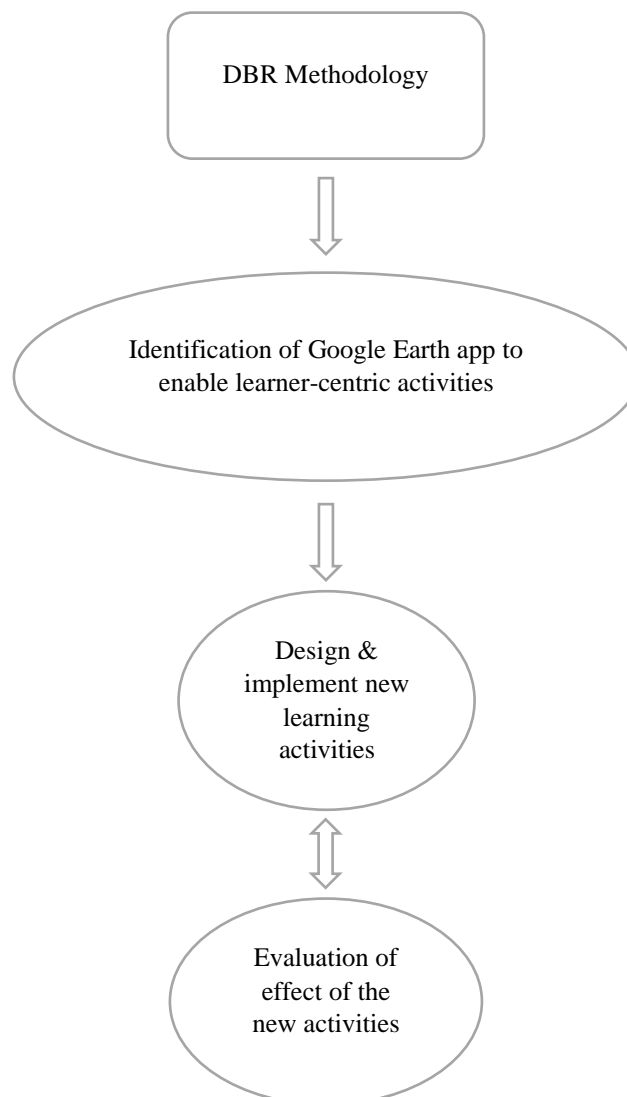 DBR Methodology
Identification of Google Earth app to
enable learner-centric activities
Design &
implement new
learning
activities
Evaluation of
effect of the
new activities